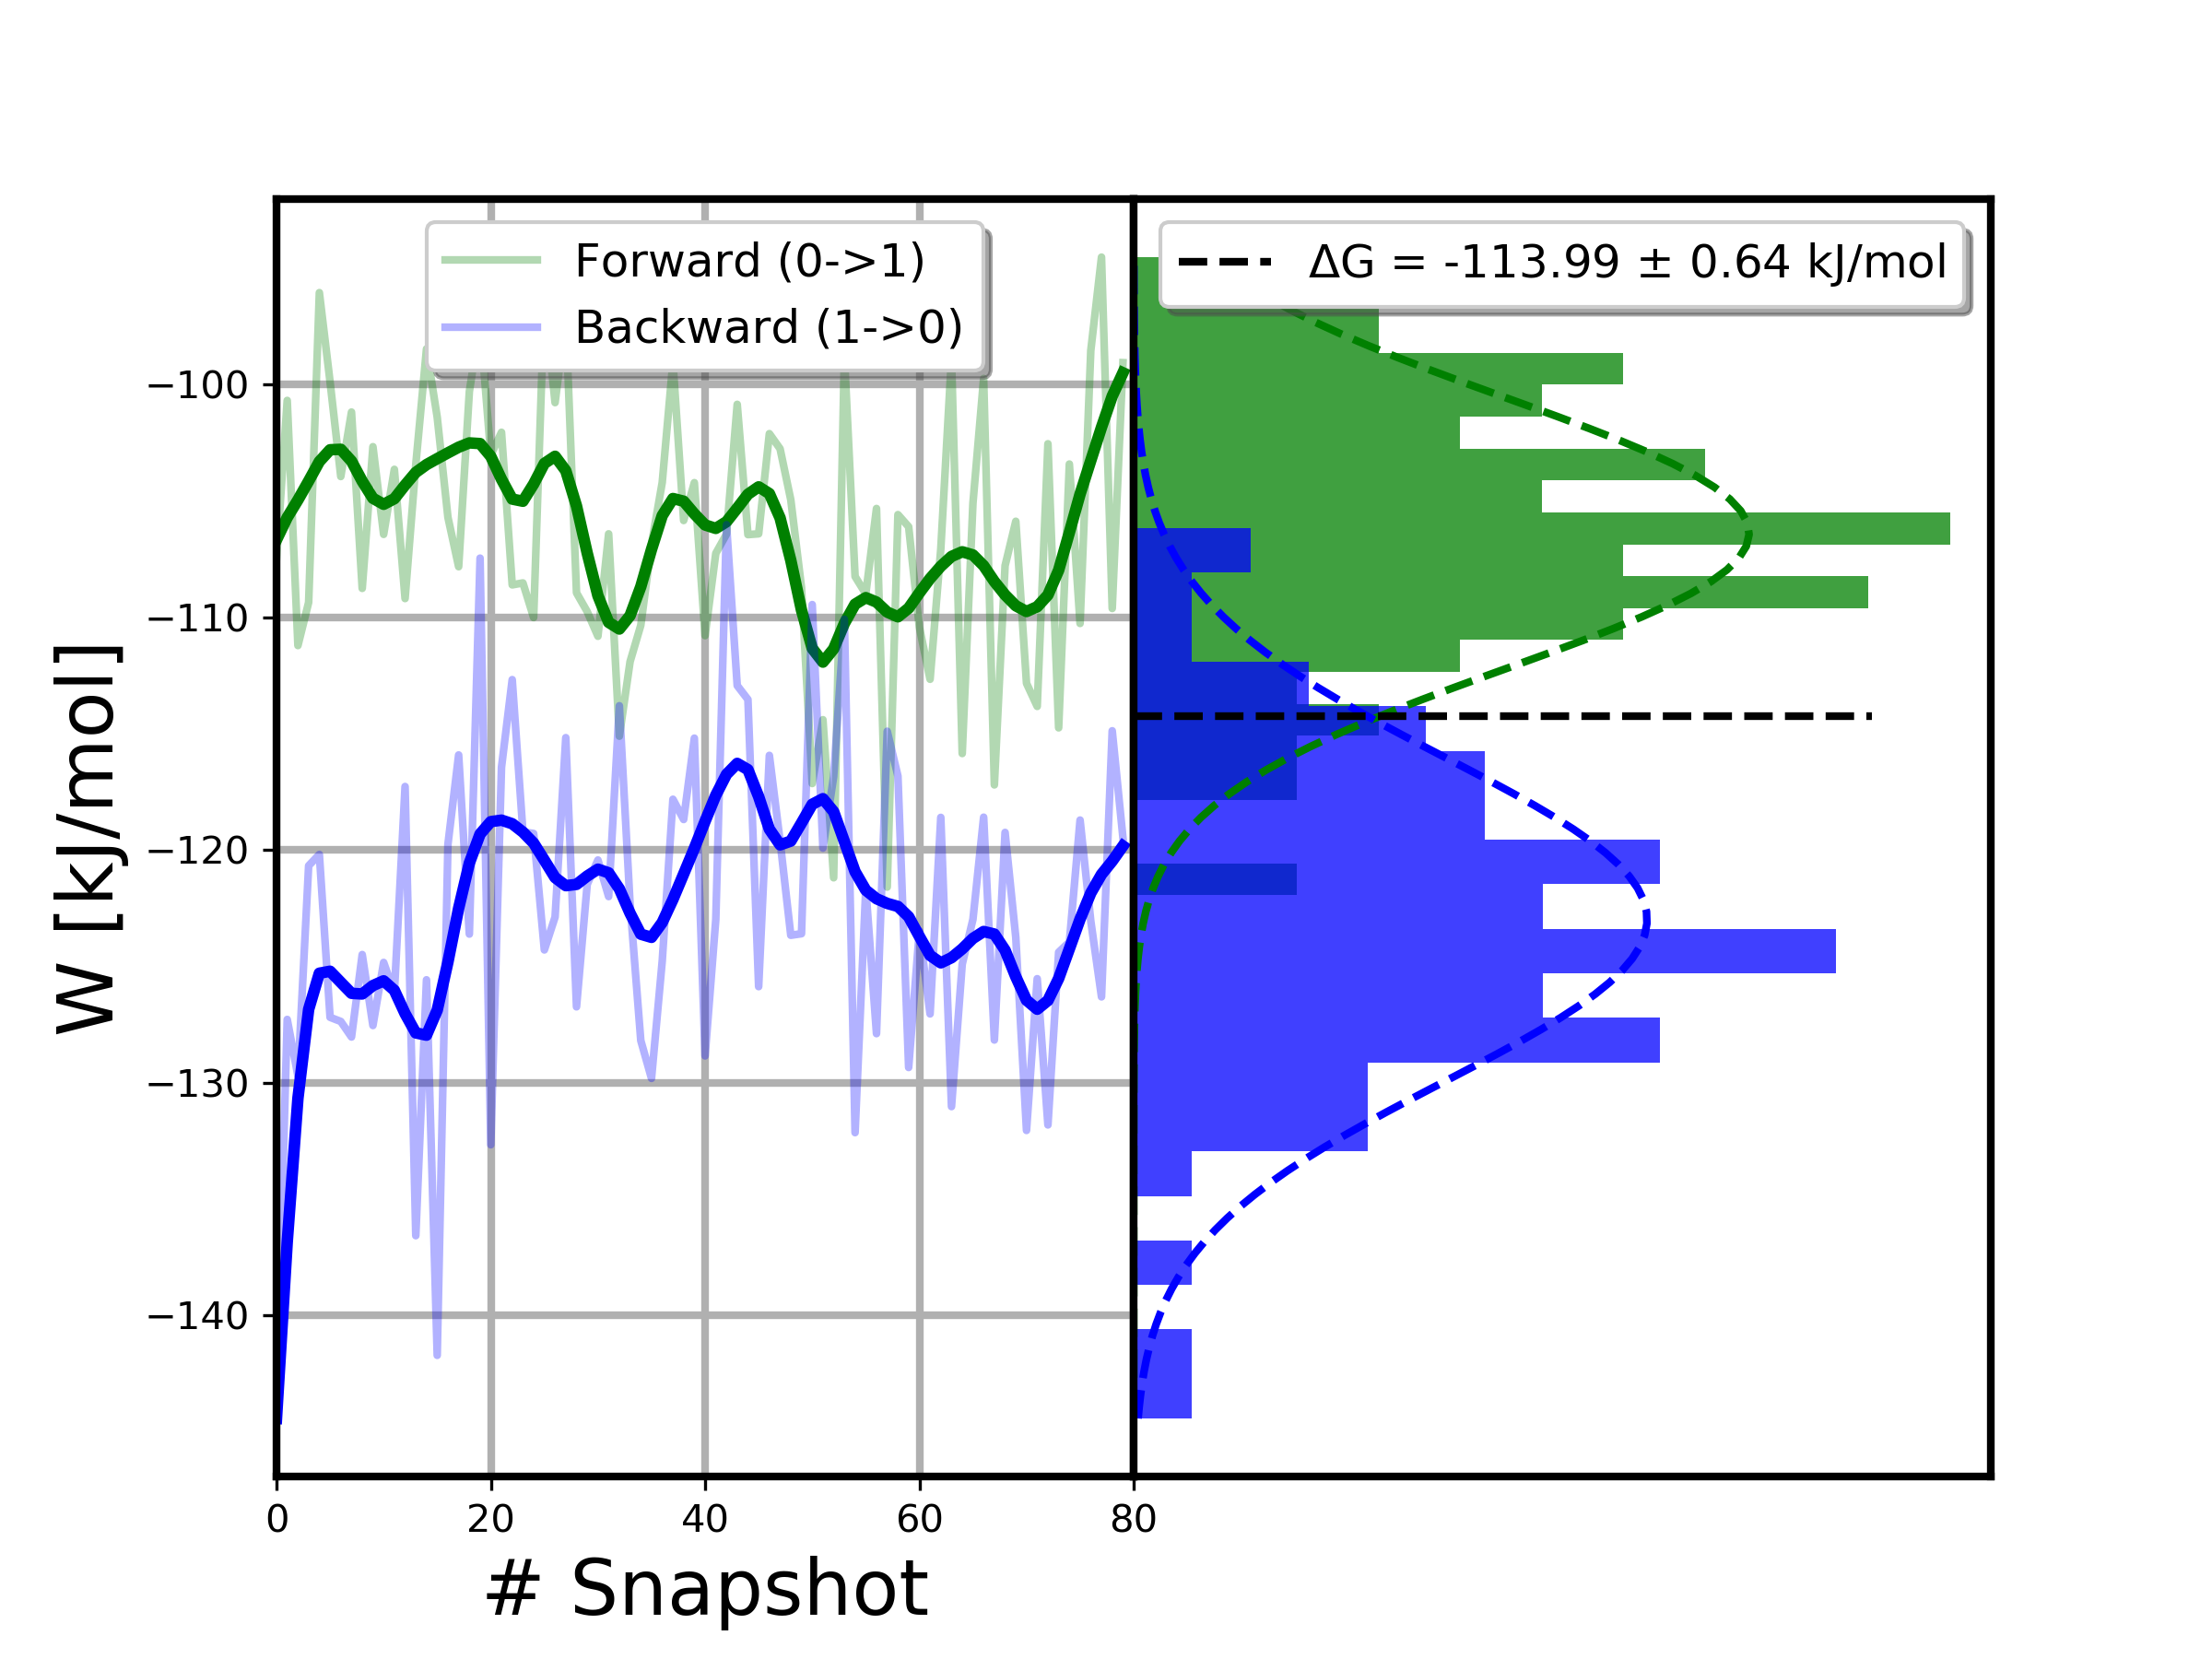 Forward (0->1)
Backward (1->0)
ΔG = -113.99 ± 0.64 kJ/mol
W [kJ/mol]
−100
−110
−120
−130
−140
0
20
40
60
80
# Snapshot